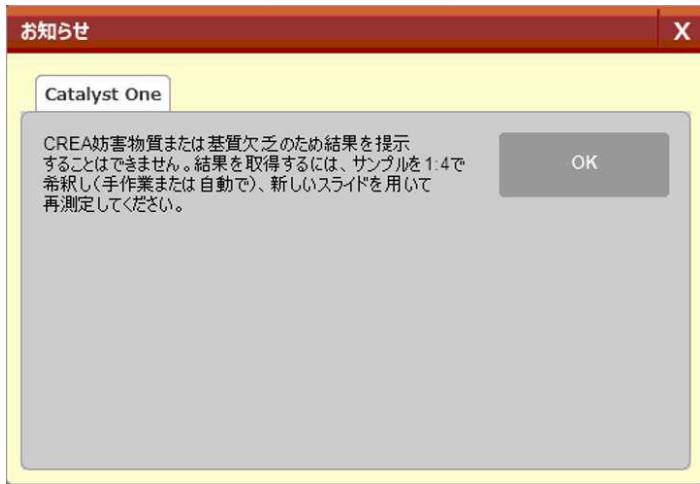 お知らせ
X
Catalyst One
CREA妨害物質または基質欠乏のため結果を提示
することはできません。結果を取得するには、サンプルを1:4で
希釈し(手作業または自動で)、新しいスライドを用いて
再測定してください。
OK